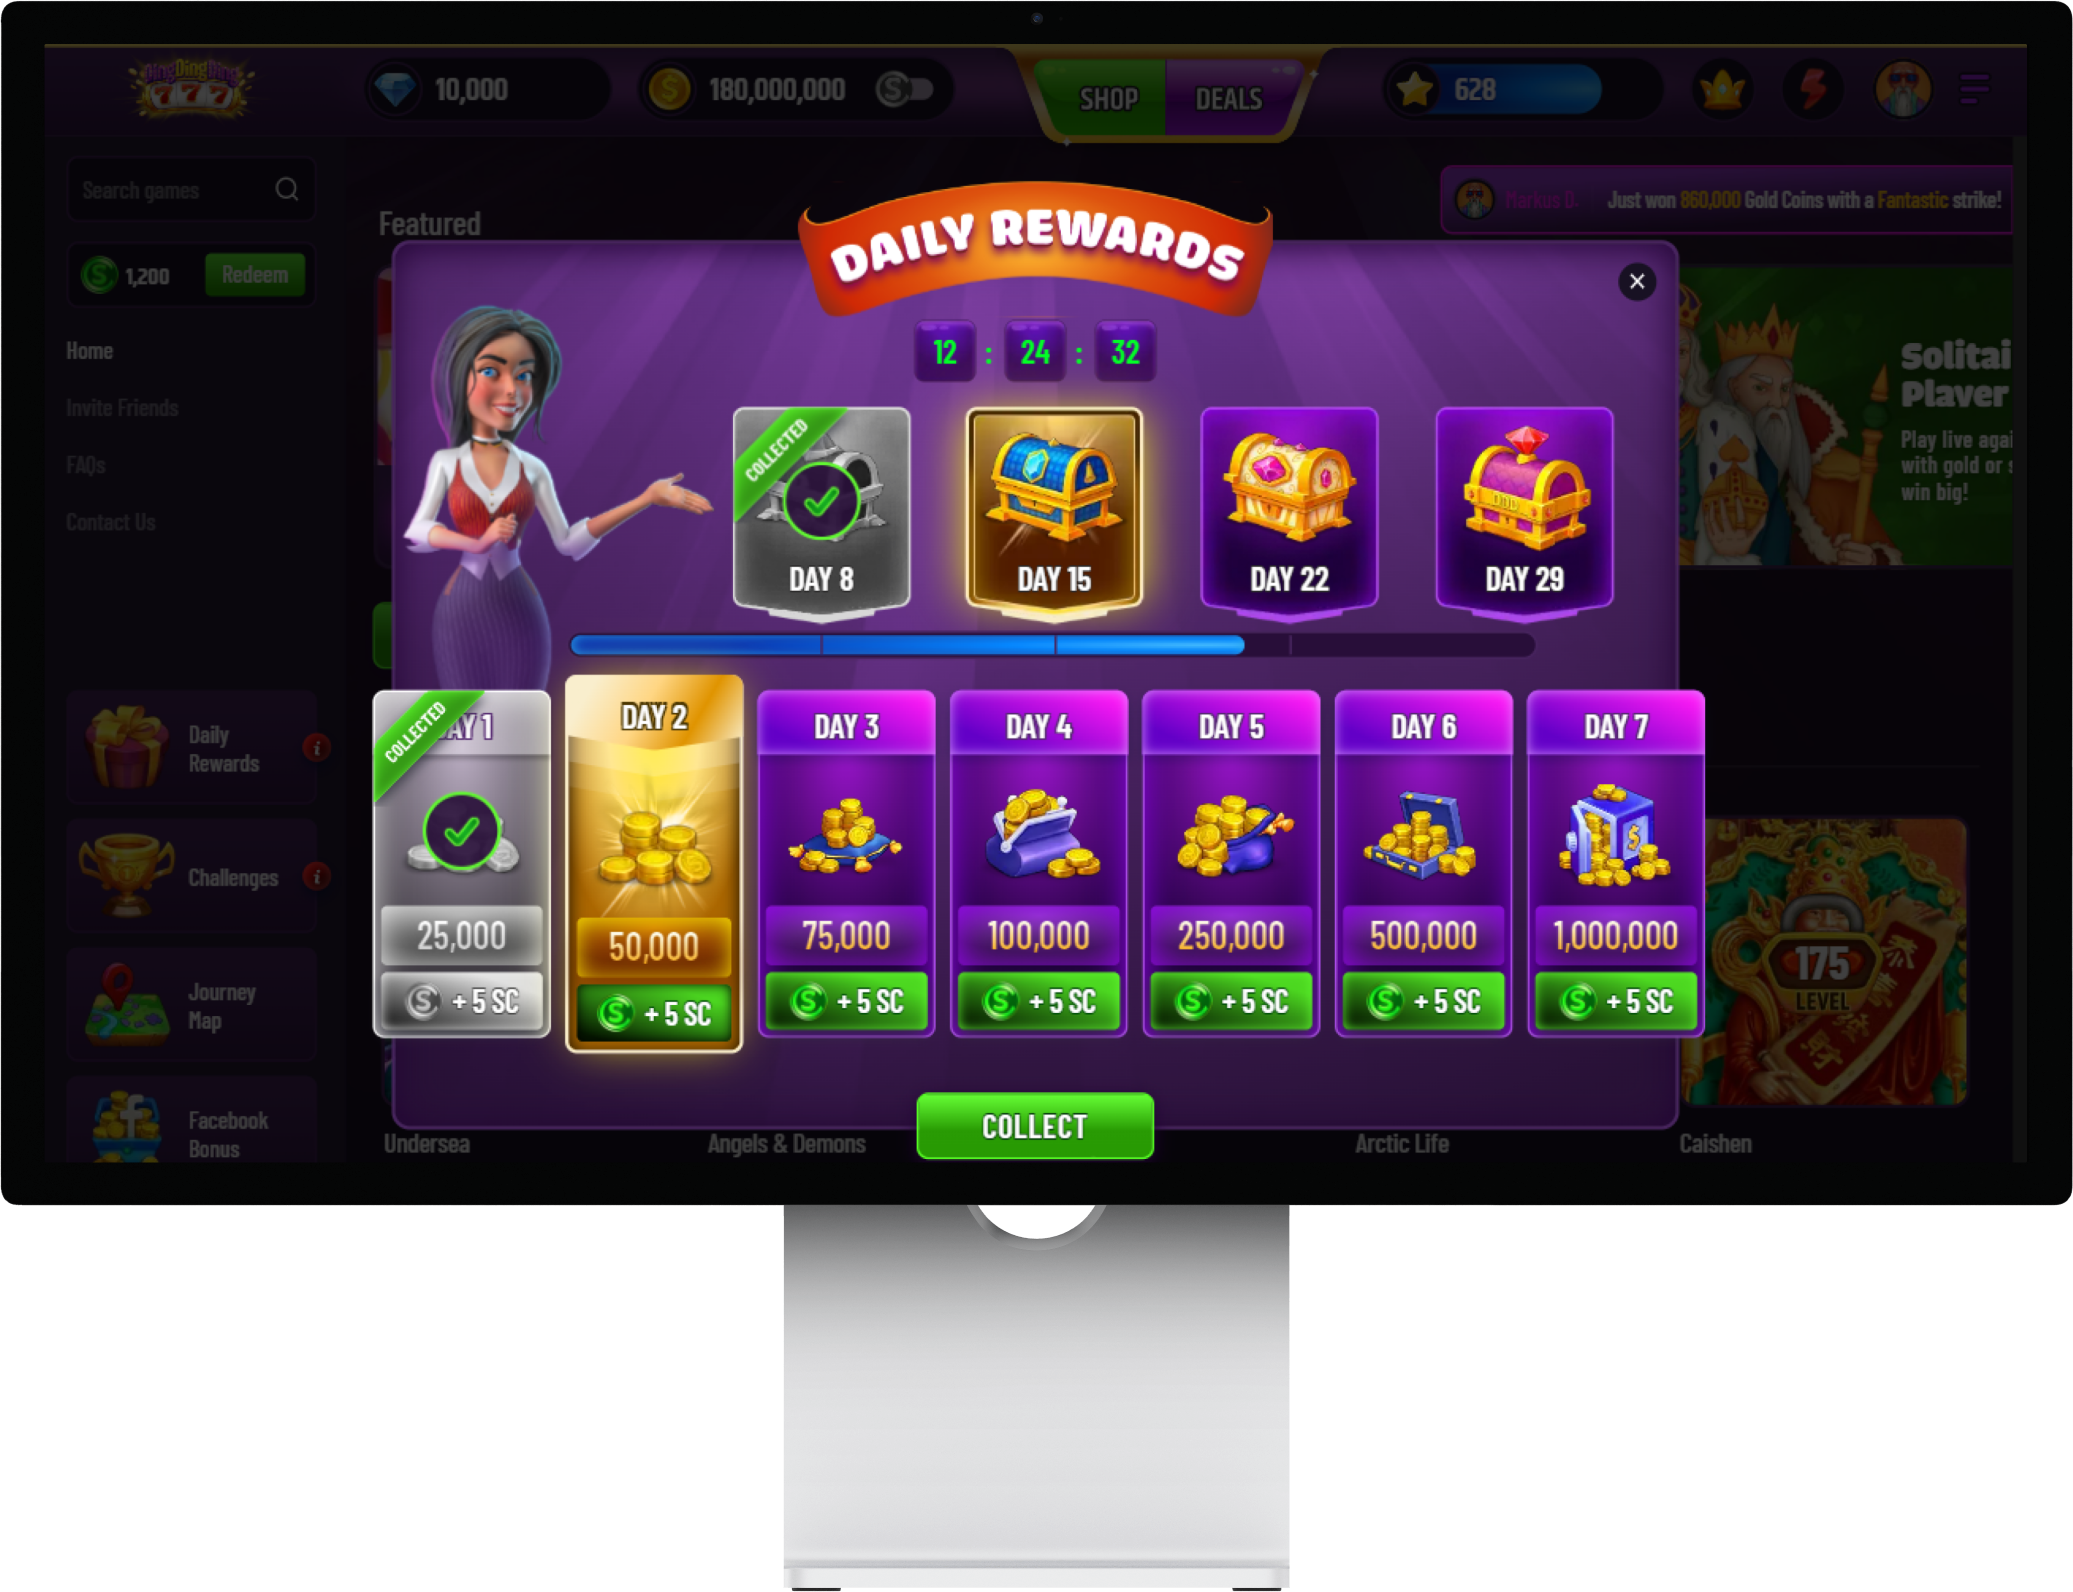 DingDingDing
777
10,000
180,000,000
SHOP
DEALS
628
Search games
1,200
Redeem
Home
Invite Friends
FAQs
Contact Us
Daily
Rewards
Challenges
Journey
Map
Facebook
Bonus
Featured
Markus D. Just won 860,000 Gold Coins with a Fantastic strike!
DAILY REWARDS
12 : 24 : 32
COLLECTED
DAY 8
DAY 15
DAY 22
DAY 29
COLLECTED
DAY 1
25,000
+ 5 SC
DAY 2
50,000
+ 5 SC
DAY 3
75,000
+ 5 SC
DAY 4
100,000
+ 5 SC
DAY 5
250,000
+ 5 SC
DAY 6
500,000
+ 5 SC
DAY 7
1,000,000
+ 5 SC
COLLECT
Solitai
Player
Play live agai
with gold or s
win big!
175
LEVEL
Undersea
Angels & Demons
Arctic Life
Caishen